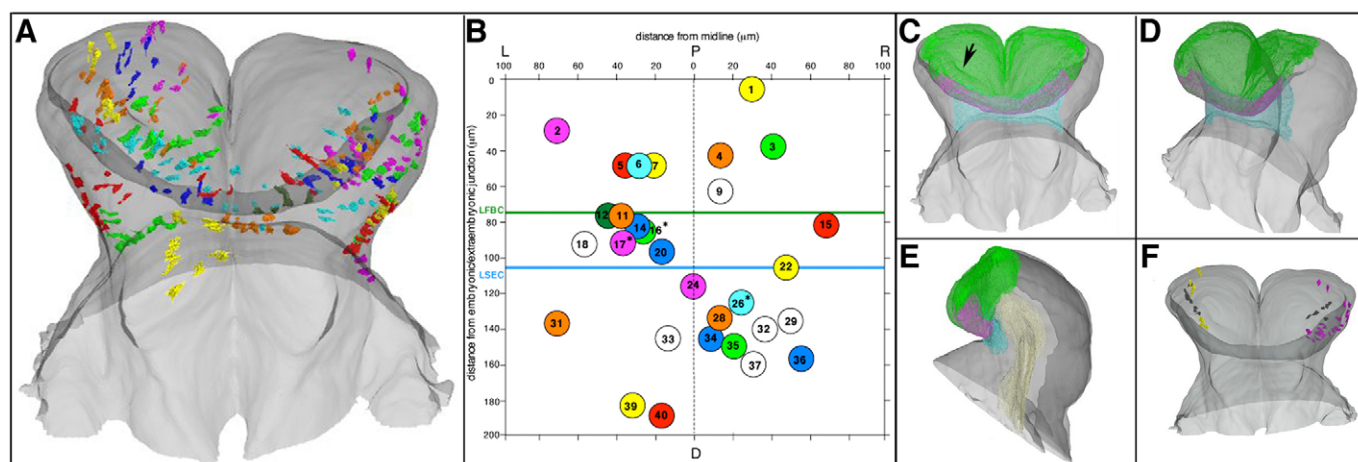 A
B
C
D
E
F
distance from midline (µm)
L P R
100 80 60 40 20 0 20 40 60 80 100
distance from embryonic/extraembryonic junction (µm)
0
20
40
60
80
100
120
140
160
180
200
LFBC
LSEC
1
2
3
4
5 6 7
9
12 11
14 16*
15
17*
18
20
22
24
26*
28
29
31
32
33
34
35
36
37
39
40
D